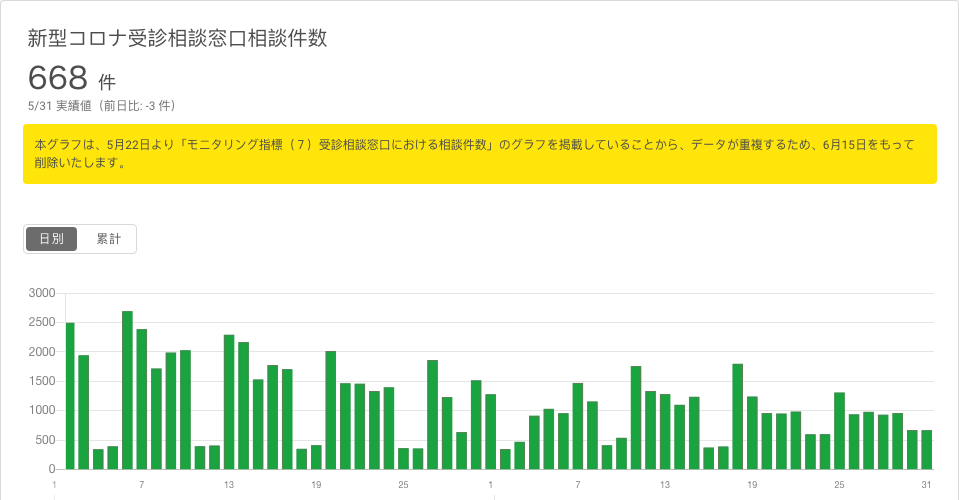 新型コロナ受診相談窓口相談件数
668 件
5/31 実績値（前日比: -3 件）
本グラフは、5月22日より「モニタリング指標（７）受診相談窓口における相談件数」のグラフを掲載していることから、データが重複するため、6月15日をもって
削除いたします。
日別 累計
3000
2500
2000
1500
1000
500
0
1 7 13 19 25 1 7 13 19 25 31